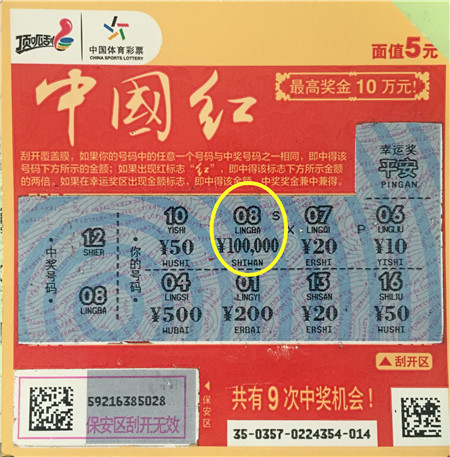 顶呱刮
中国体育彩票
CHINA SPORTS LOTTERY
面值5元
中國红
最高奖金10万元!
刮开覆盖膜,如果你的号码中的任意一个号码与中奖号码之一相同,即中得该
号码下方所示的金额;如果出现红标志“红”,即中得该标志下方所示金额
的两倍;如果在幸运奖区出现金额标志,即中得该金额。中奖奖金兼中兼得。
幸运奖
平安
PINGAN
中奖号码
12
SHIER
08
LINGBA
你的号码
10 08 S 07 06
YISHI LINGBA X LINGQI P LINGLIU
¥50 ¥100,000 ¥20 ¥10
WUSHI SHIWAN ERSHI YISHI
04 01 13 16
LINGSI LINGYI SHISAN SHILIU
¥500 ¥200 ¥20 ¥50
WUBAI ERBAI ERSHI WUSHI
▲刮开区
59216385028
保安区刮开无效
保安区
共有9次中奖机会!
35-0357-0224354-014